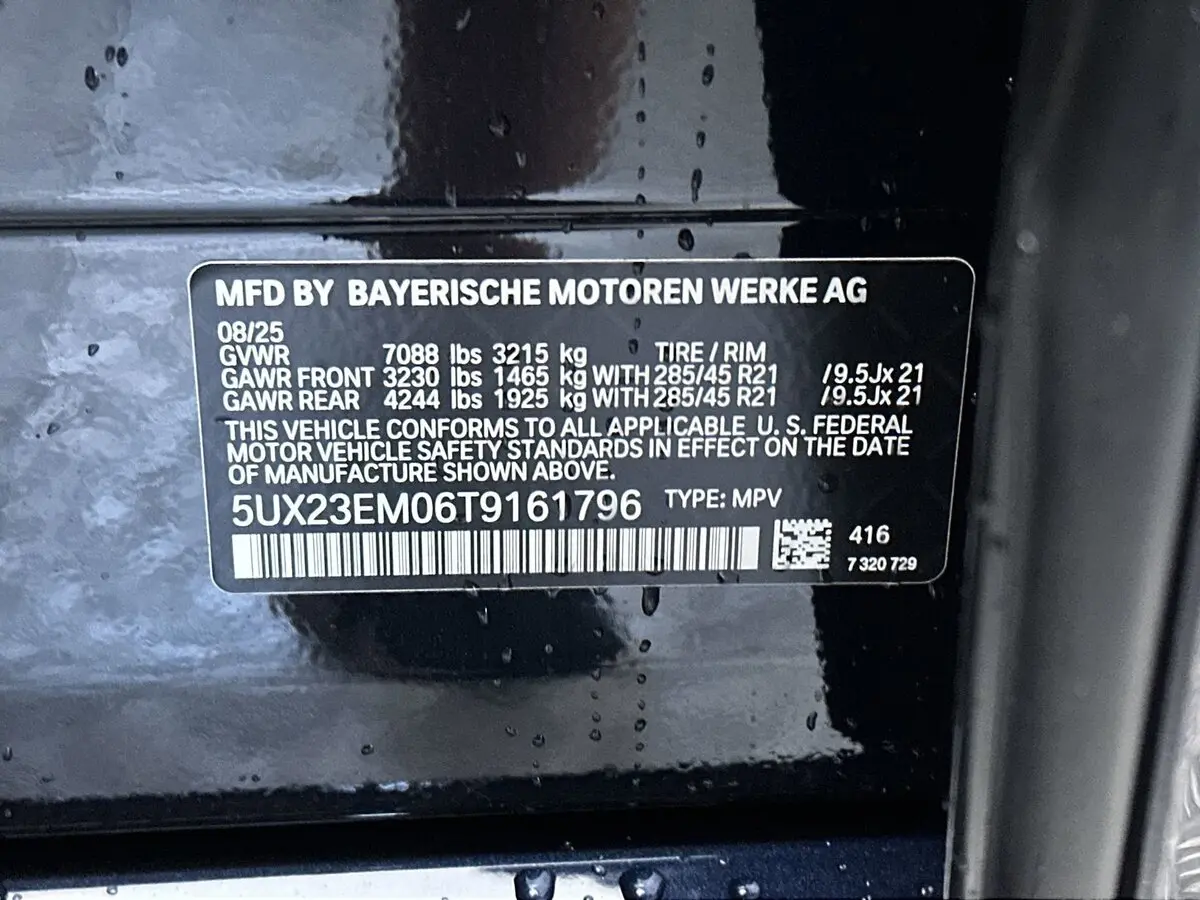 MFD BY BAYERISCHE MOTOREN WERKE AG
08/25
GVWR 7088 lbs 3215 kg TIRE / RIM
GAWR FRONT 3230 lbs 1465 kg WITH 285/45 R21 /9.5Jx 21
GAWR REAR 4244 lbs 1925 kg WITH 285/45 R21 /9.5Jx 21
THIS VEHICLE CONFORMS TO ALL APPLICABLE U. S. FEDERAL
MOTOR VEHICLE SAFETY STANDARDS IN EFFECT ON THE DATE
OF MANUFACTURE SHOWN ABOVE.
5UX23EM06T9161796 TYPE: MPV
416
7 320 729